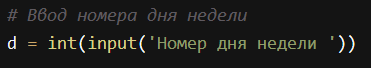 # Ввод номера дня недели
d = int(input('Номер дня недели '))